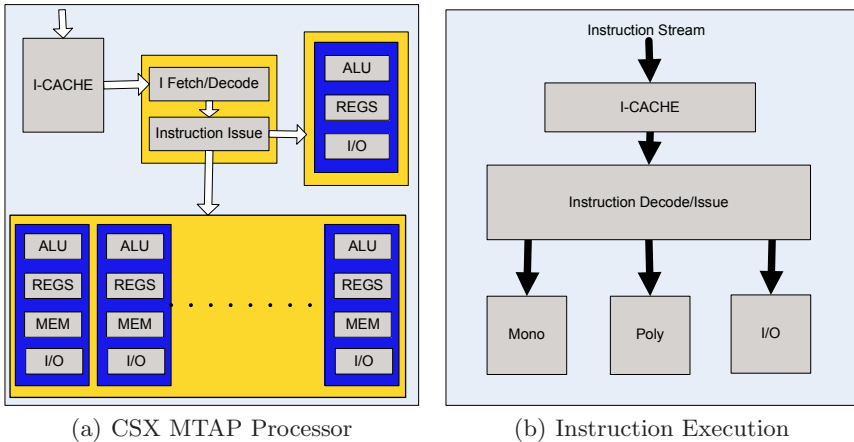 I-CACHE
I Fetch/Decode
Instruction Issue
ALU
REGS
I/O
ALU
REGS
MEM
I/O
ALU
REGS
MEM
I/O
ALU
REGS
MEM
I/O
(a) CSX MTAP Processor
Instruction Stream
I-CACHE
Instruction Decode/Issue
Mono
Poly
I/O
(b) Instruction Execution